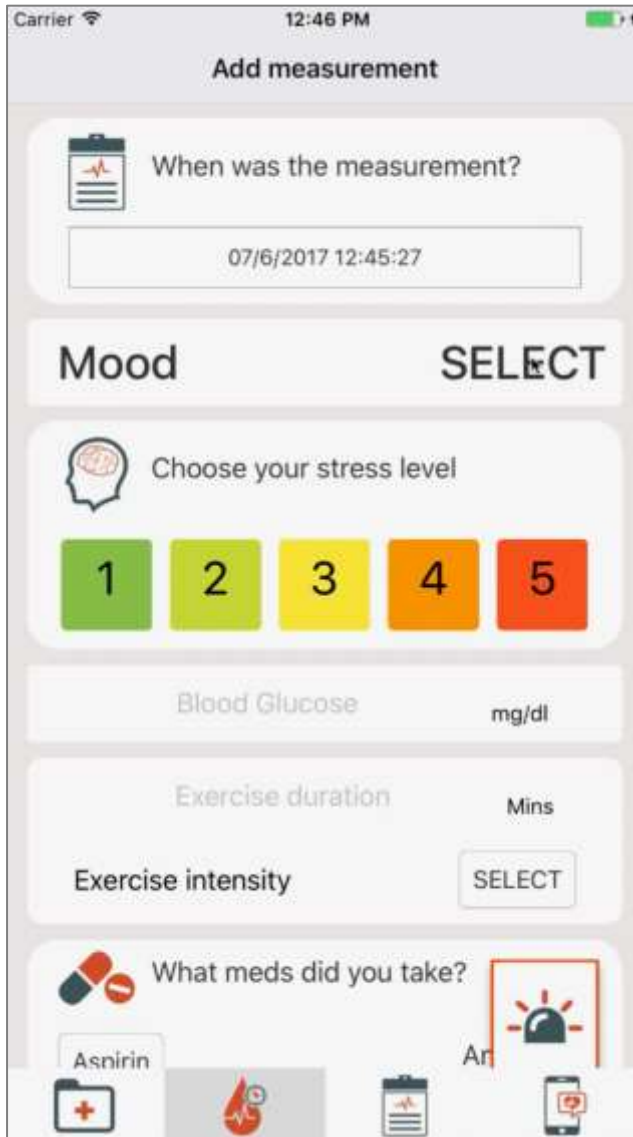 Carrier 12:46 PM
Add measurement
When was the measurement?
07/6/2017 12:45:27
Mood SELECT
Choose your stress level
1 2 3 4 5
Blood Glucose mg/dl
Exercise duration Mins
Exercise intensity SELECT
What meds did you take?
Aspirin